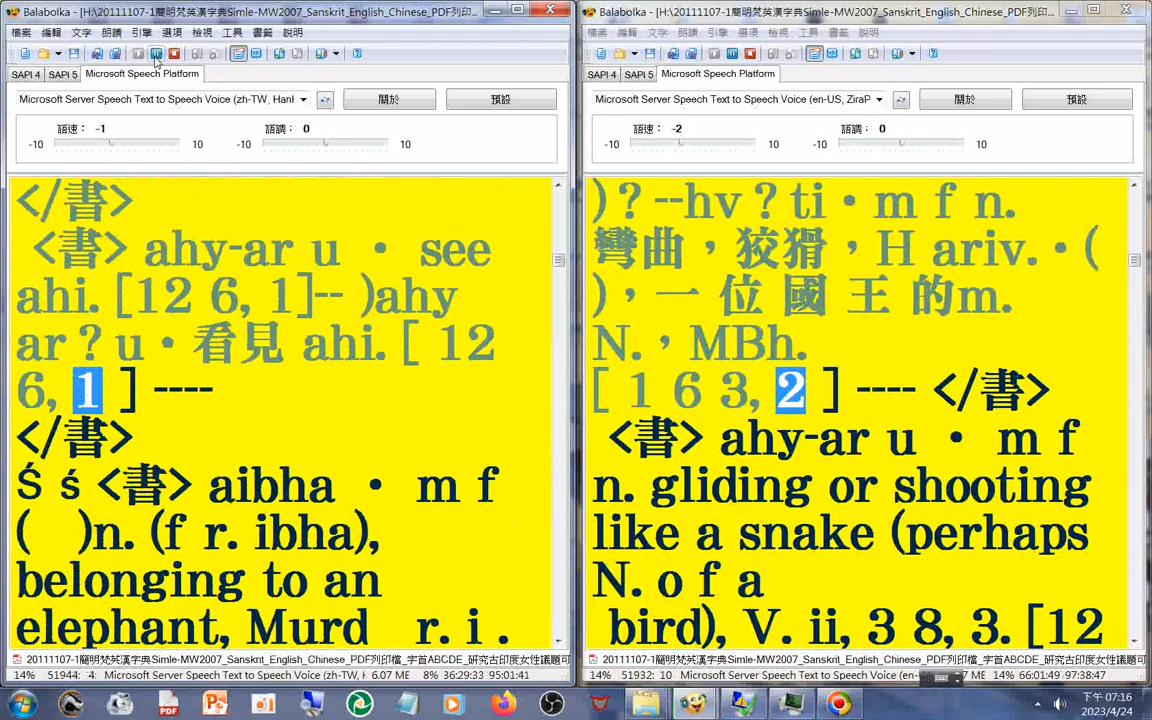 Balabolka - [H:\20111107-1簡明梵英漢字典Simle-MW2007_Sanskrit_English_Chinese_PDF列印...
檔案 編輯 文字 朗讀 引擎 選項 檢視 工具 書籤 說明
SAPI 4 SAPI 5 Microsoft Speech Platform
Microsoft Server Speech Text to Speech Voice (zh-TW, Hanl 關於 預設
語速： -1 語調： 0
-10 10 -10 10
</書>
<書> ahy-ar u • see
ahi. [12 6, 1]-- )ahy
ar？u•看見 ahi. [ 12
6, 1 ] ----
</書>
Ś ś <書> aibha • m f
( )n. (f r. ibha),
belonging to an
elephant, Murd r. i .
20111107-1簡明梵英漢字典Simle-MW2007_Sanskrit_English_Chinese_PDF列印檔_字首ABCDE_研究古印度女性議題可
14% 51944: 4: Microsoft Server Speech Text to Speech Voice (zh-TW, H 6.07 ME 8% 36:29:33 95:01:41
Balabolka - [H:\20111107-1簡明梵英漢字典Simle-MW2007_Sanskrit_English_Chinese_PDF列印...
檔案 編輯 文字 朗讀 引擎 選項 檢視 工具 書籤 說明
SAPI 4 SAPI 5 Microsoft Speech Platform
Microsoft Server Speech Text to Speech Voice (en-US, ZiraP 關於 預設
語速： -2 語調： 0
-10 10 -10 10
)？--hv？ti•m f n.
彎曲，狡猾，H ariv.•(
)，一 位 國 王 的m.
N.，MBh.
[ 1 6 3, 2 ] ---- </書>
<書> ahy-ar u • m f
n. gliding or shooting
like a snake (perhaps
N. o f a
bird), V. ii, 3 8, 3. [12
20111107-1簡明梵英漢字典Simle-MW2007_Sanskrit_English_Chinese_PDF列印檔_字首ABCDE_研究古印度女性議題可
14% 51932: 10 Microsoft Server Speech Text to Speech Voice (en-US, 7 ME 14% 66:01:49 97:38:47
PDF
下午 07:16
2023/4/24